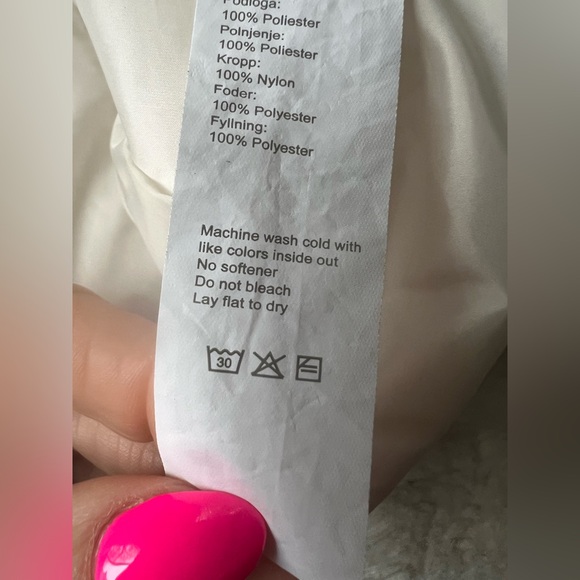 Podloga:
100% Poliester
Polnjenje:
100% Poliester
Kropp:
100% Nylon
Foder:
100% Polyester
Fyllning:
100% Polyester
Machine wash cold with
like colors inside out
No softener
Do not bleach
Lay flat to dry
30